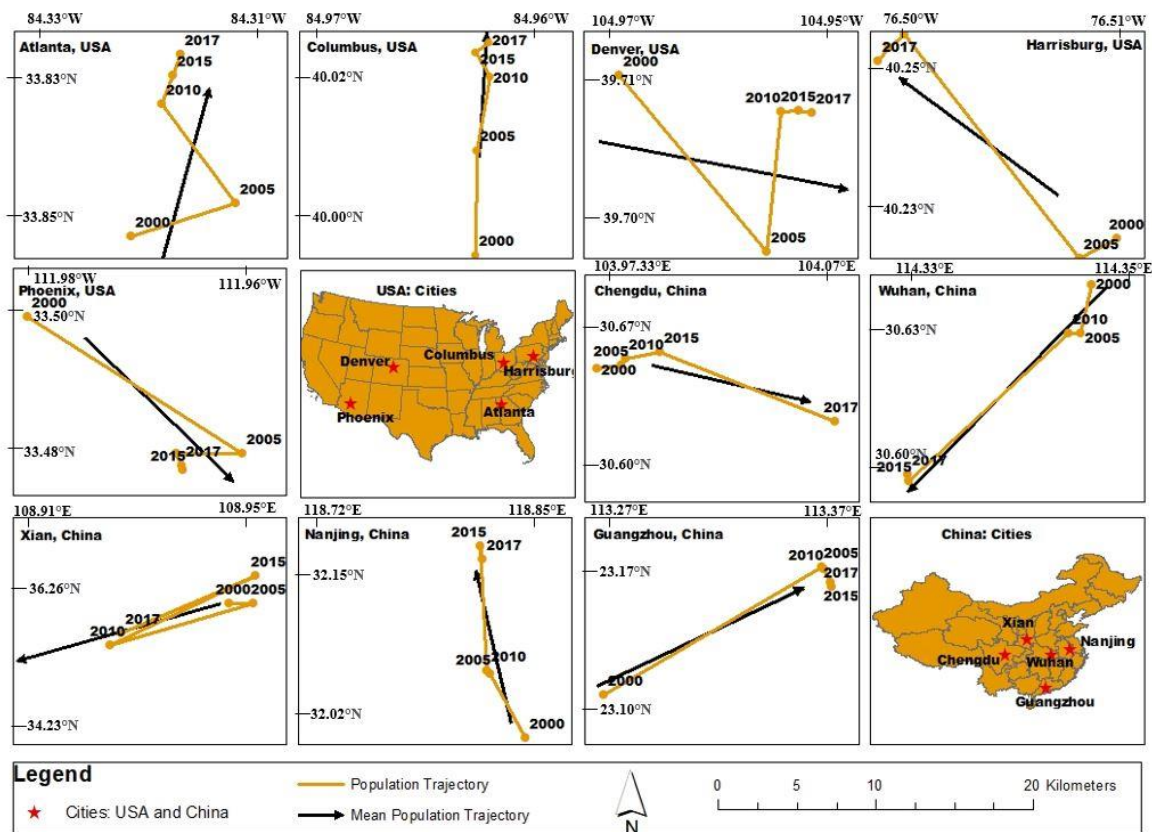 84.33°W 84.31°W
Atlanta, USA
2017
2015
33.83°N
2010
2005
33.85°N
2000
84.97°W 84.96°W
Columbus, USA
2017
2015
40.02°N
2010
2005
40.00°N
2000
104.97°W 104.95°W
Denver, USA
2000
39.71°N
2010 2015 2017
39.70°N
2005
76.50°W 76.51°W
Harrisburg, USA
2017
40.25°N
40.23°N
2000
2005
111.98°W 111.96°W
Phoenix, USA
2000
33.50°N
2005
33.48°N
2015 2017
USA: Cities
Denver
Columbus
Harrisburg
Phoenix
Atlanta
103.97.33°E 104.07°E
Chengdu, China
30.67°N
2005 2010 2015
2000
2017
30.60°N
114.33°E 114.35°E
Wuhan, China
2000
30.63°N
2010
2005
30.60°N
2015 2017
108.91°E 108.95°E
Xian, China
2015
36.26°N
2000 2005
2017
2010
34.23°N
118.72°E 118.85°E
Nanjing, China
2015
2017
32.15°N
2005 2010
32.02°N
2000
113.27°E 113.37°E
Guangzhou, China
2010 2005
23.17°N
2017
2015
2000
23.10°N
China: Cities
Xian
Nanjing
Chengdu
Wuhan
Guangzhou
Legend
Population Trajectory
Cities: USA and China
Mean Population Trajectory
N
0 5 10 20 Kilometers